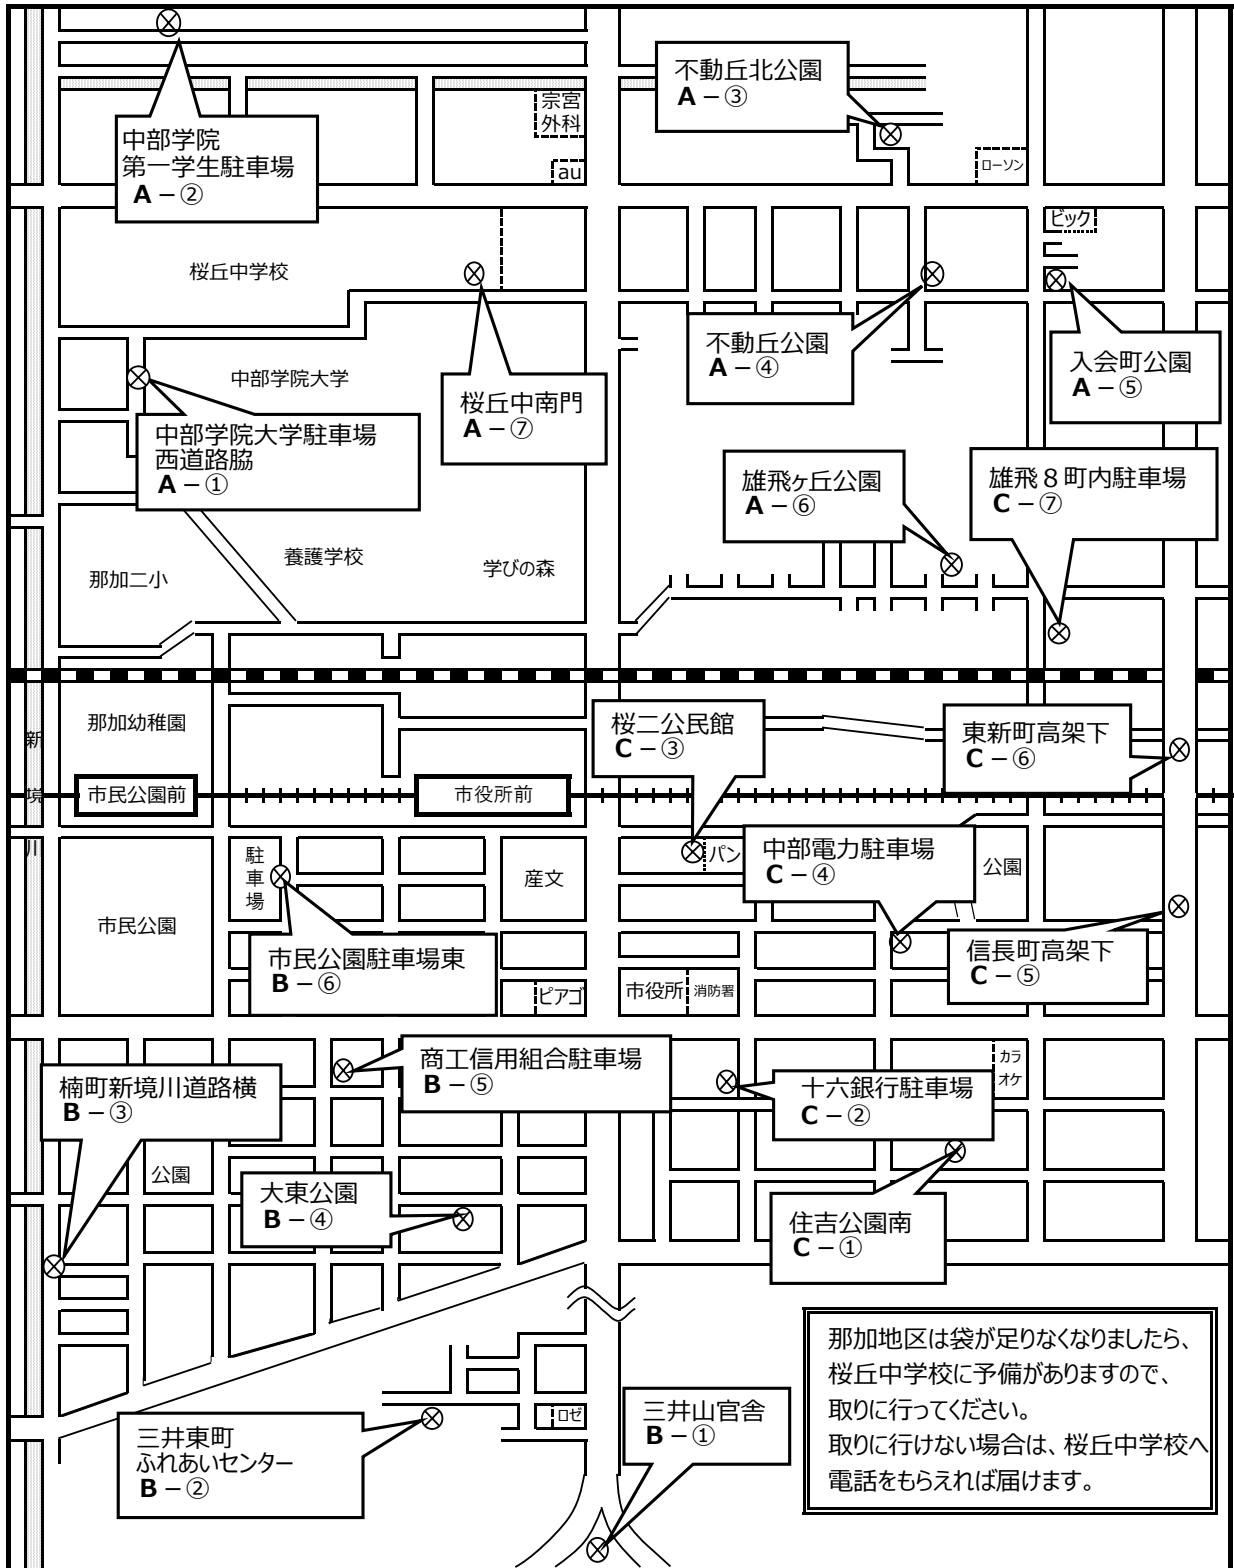 不動丘北公園
A－③
宗宮
外科
au
中部学院
第一学生駐車場
A－②
ローソン
ビック
桜丘中学校
不動丘公園
A－④
入会町公園
A－⑤
中部学院大学
桜丘中南門
A－⑦
中部学院大学駐車場
西道路脇
A－①
雄飛ヶ丘公園
A－⑥
雄飛８町内駐車場
C－⑦
養護学校
学びの森
那加二小
那加幼稚園
桜二公民館
C－③
東新町高架下
C－⑥
新
境
川
市民公園前
市役所前
駐
車
場
産文
パン
中部電力駐車場
C－④
公園
市民公園
市民公園駐車場東
B－⑥
信長町高架下
C－⑤
ピアゴ
市役所
消防署
商工信用組合駐車場
B－⑤
カラ
オケ
楠町新境川道路横
B－③
十六銀行駐車場
C－②
公園
大東公園
B－④
住吉公園南
C－①
那加地区は袋が足りなくなりましたら、
桜丘中学校に予備がありますので、
取りに行ってください。
取りに行けない場合は、桜丘中学校へ
電話をもらえれば届けます。
三井東町
ふれあいセンター
B－②
ロゼ
三井山官舎
B－①